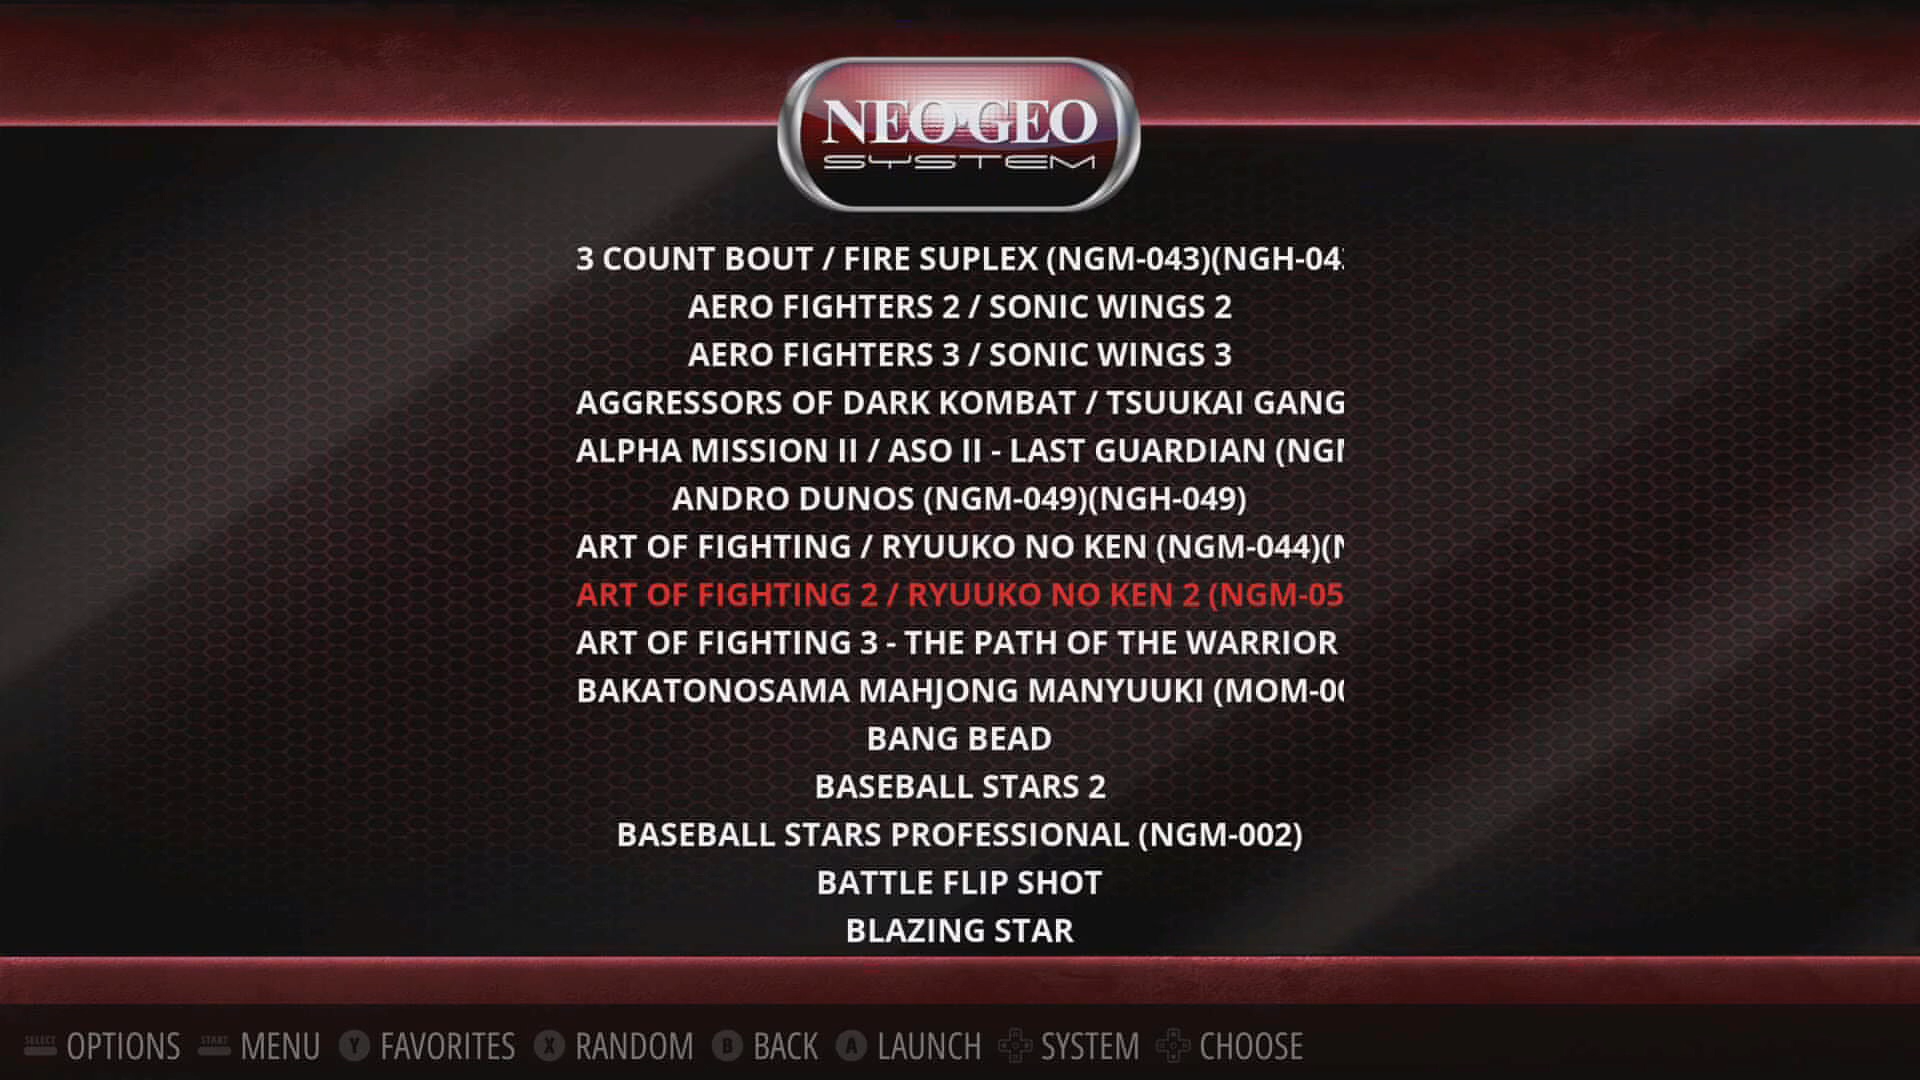 NEO·GEO
SYSTEM
3 COUNT BOUT / FIRE SUPLEX (NGM-043)(NGH-04
AERO FIGHTERS 2 / SONIC WINGS 2
AERO FIGHTERS 3 / SONIC WINGS 3
AGGRESSORS OF DARK KOMBAT / TSUUKAI GANG
ALPHA MISSION II / ASO II - LAST GUARDIAN (NG
ANDRO DUNOS (NGM-049)(NGH-049)
ART OF FIGHTING / RYUUKO NO KEN (NGM-044)(
ART OF FIGHTING 2 / RYUUKO NO KEN 2 (NGM-05
ART OF FIGHTING 3 - THE PATH OF THE WARRIOR
BAKATONOSAMA MAHJONG MANYUUKI (MOM-0
BANG BEAD
BASEBALL STARS 2
BASEBALL STARS PROFESSIONAL (NGM-002)
BATTLE FLIP SHOT
BLAZING STAR
SELECT OPTIONS START MENU Y FAVORITES X RANDOM B BACK A LAUNCH SYSTEM CHOOSE